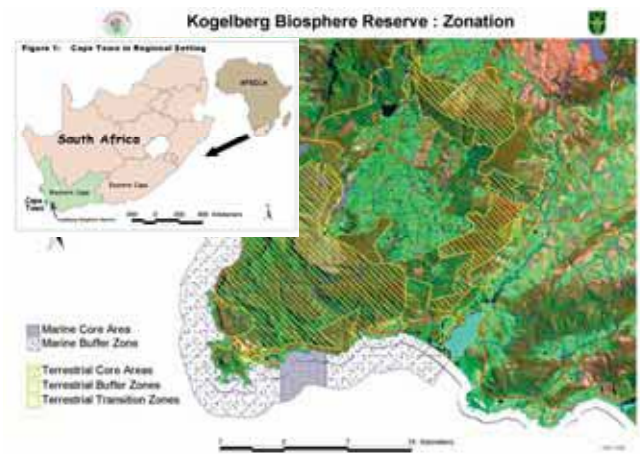 Kogelberg Biosphere Reserve : Zonation
Figure 1: Cape Town in Regional Setting
AFRICA
South Africa
Western Cape
Eastern Cape
Cape
Town
Kilometers
Marine Core Area
Marine Buffer Zone
Terrestrial Core Areas
Terrestrial Buffer Zones
Terrestrial Transition Zones
Kilometers